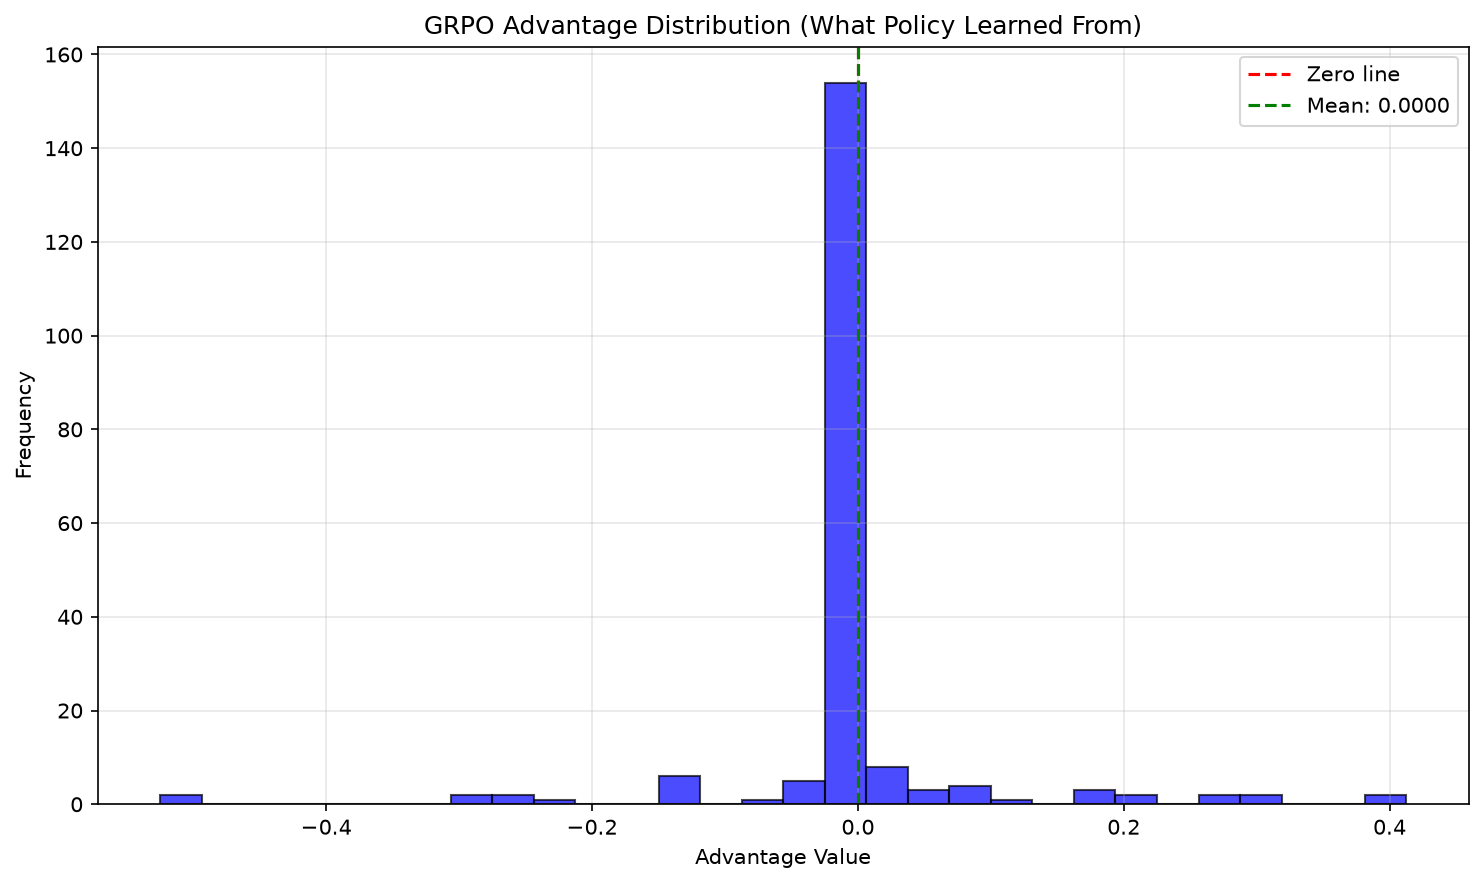 GRPO Advantage Distribution (What Policy Learned From)
Zero line
Mean: 0.0000
160
140
120
100
80
60
40
20
0
Frequency
−0.4
−0.2
0.0
0.2
0.4
Advantage Value